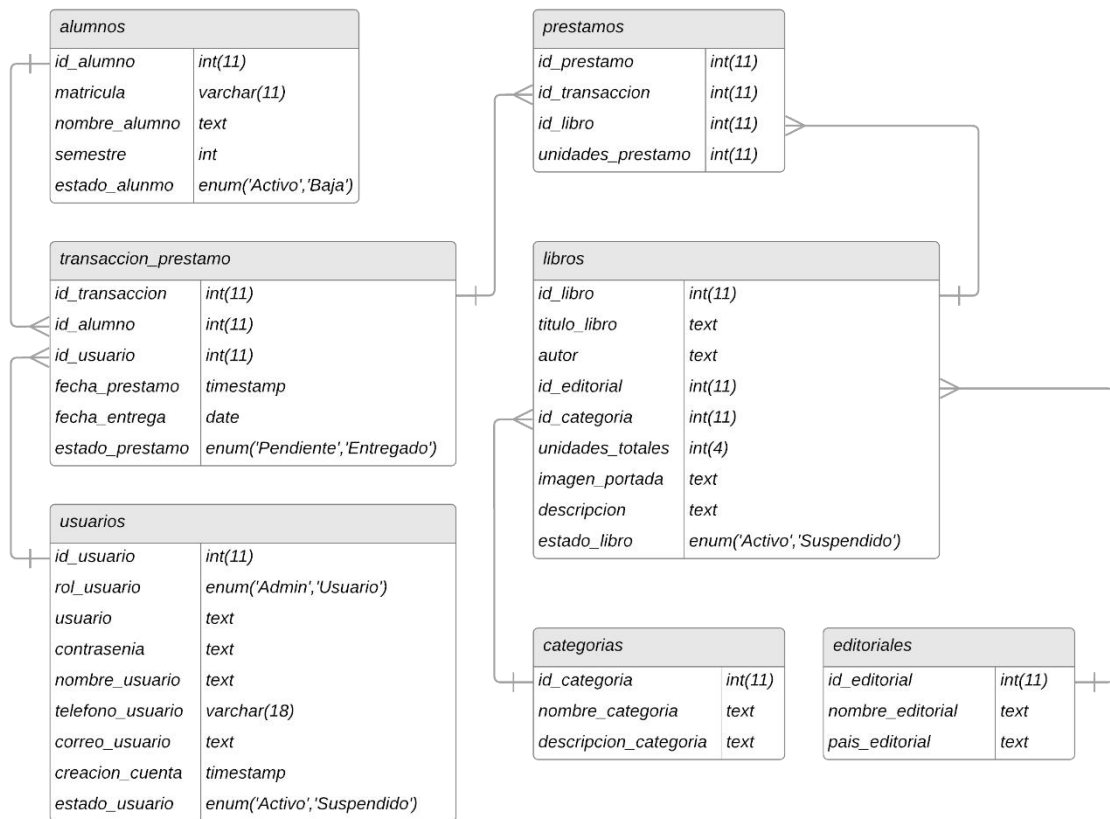 alumnos
id_alumno int(11)
matricula varchar(11)
nombre_alumno text
semestre int
estado_alunmo enum('Activo','Baja')
transaccion_prestamo
id_transaccion int(11)
id_alumno int(11)
id_usuario int(11)
fecha_prestamo timestamp
fecha_entrega date
estado_prestamo enum('Pendiente','Entregado')
usuarios
id_usuario int(11)
rol_usuario enum('Admin','Usuario')
usuario text
contrasenia text
nombre_usuario text
telefono_usuario varchar(18)
correo_usuario text
creacion_cuenta timestamp
estado_usuario enum('Activo','Suspendido')
prestamos
id_prestamo int(11)
id_transaccion int(11)
id_libro int(11)
unidades_prestamo int(11)
libros
id_libro int(11)
titulo_libro text
autor text
id_editorial int(11)
id_categoria int(11)
unidades_totales int(4)
imagen_portada text
descripcion text
estado_libro enum('Activo','Suspendido')
categorias
id_categoria int(11)
nombre_categoria text
descripcion_categoria text
editoriales
id_editorial int(11)
nombre_editorial text
pais_editorial text